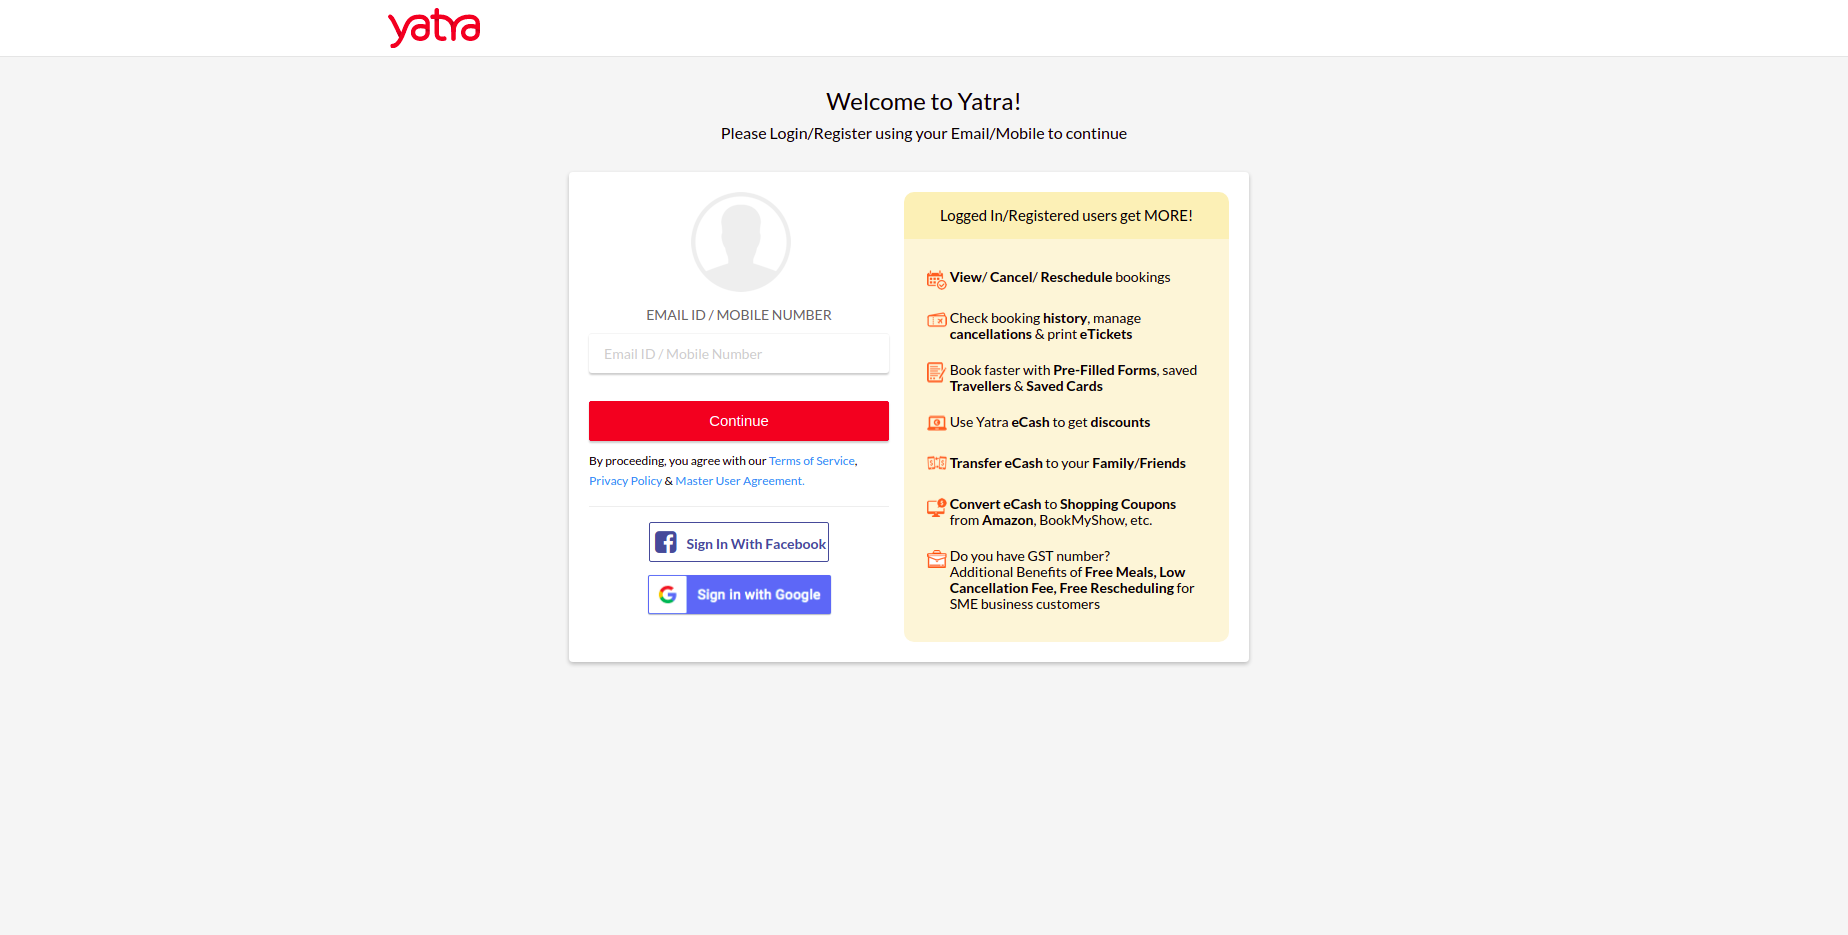 yatra
Welcome to Yatra!
Please Login/Register using your Email/Mobile to continue
EMAIL ID / MOBILE NUMBER
Email ID / Mobile Number
Continue
By proceeding, you agree with our Terms of Service,
Privacy Policy & Master User Agreement.
Sign In With Facebook
Sign in with Google
Logged In/Registered users get MORE!
View/ Cancel/ Reschedule bookings
Check booking history, manage
cancellations & print eTickets
Book faster with Pre-Filled Forms, saved
Travellers & Saved Cards
Use Yatra eCash to get discounts
Transfer eCash to your Family/Friends
Convert eCash to Shopping Coupons
from Amazon, BookMyShow, etc.
Do you have GST number?
Additional Benefits of Free Meals, Low
Cancellation Fee, Free Rescheduling for
SME business customers